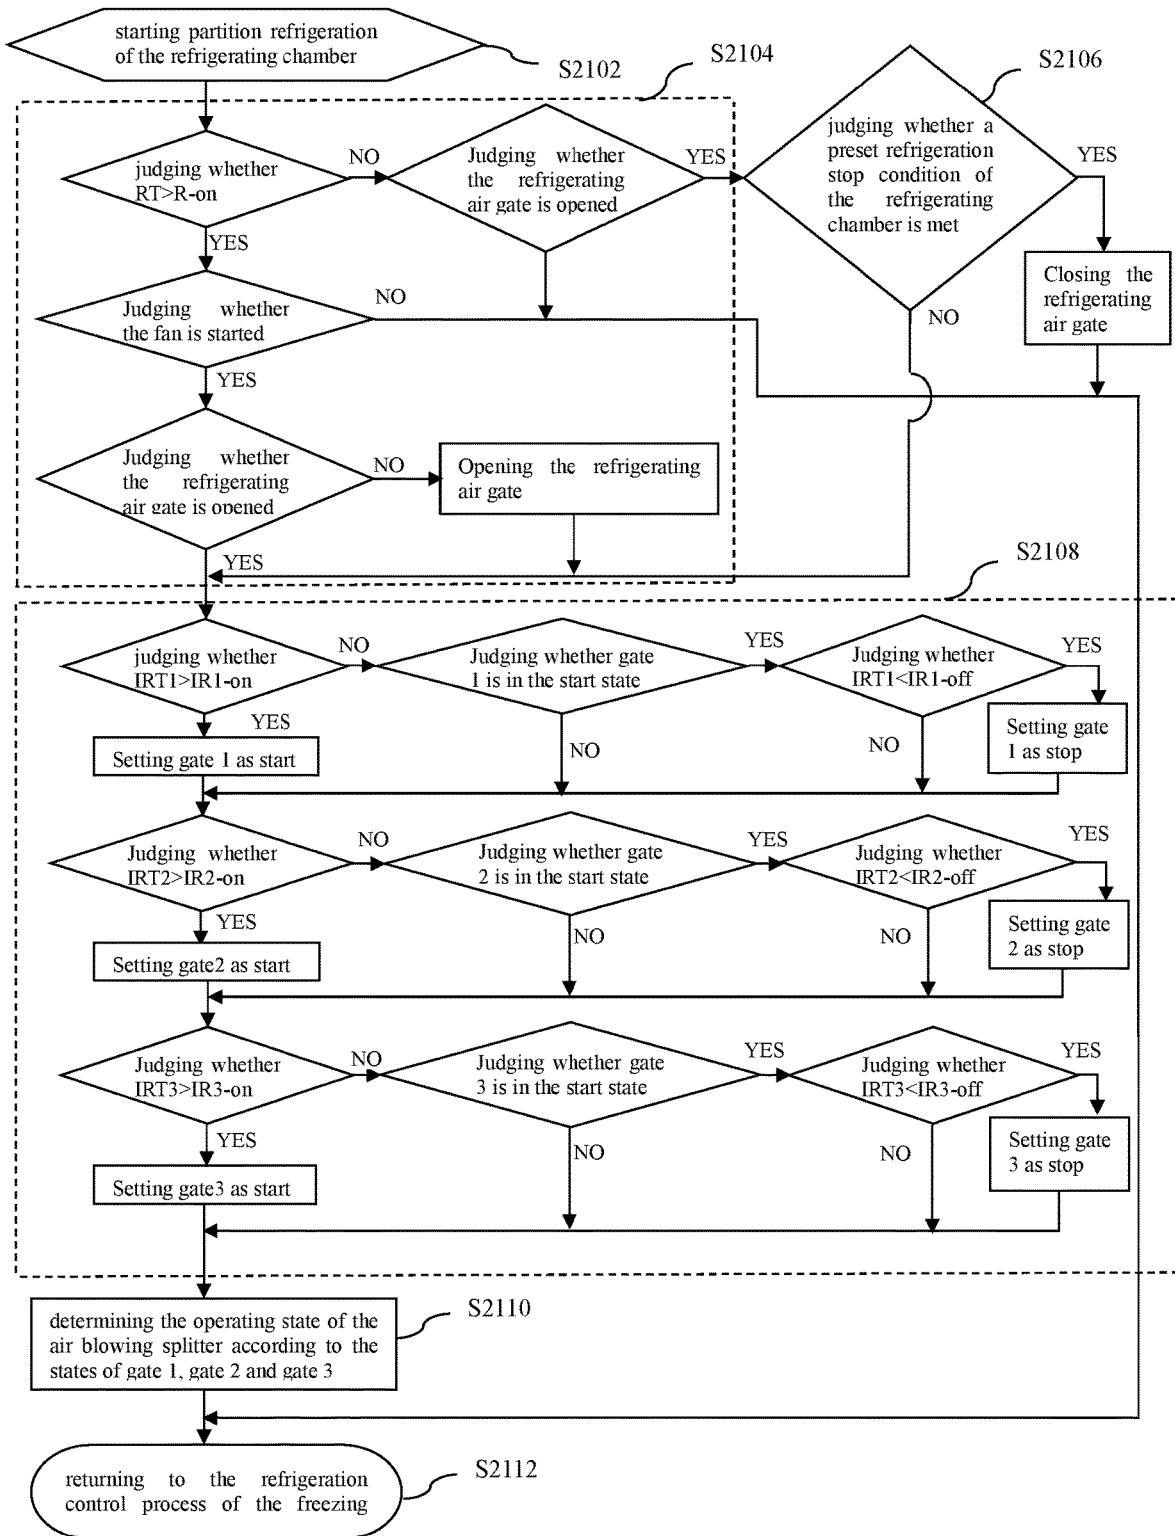 starting partition refrigeration
of the refrigerating chamber
S2102
S2104
S2106
judging whether
RT>R-on
NO
YES
Judging whether
the refrigerating
air gate is opened
YES
judging whether a
preset refrigeration
stop condition of
the refrigerating
chamber is met
YES
NO
Closing the
refrigerating
air gate
Judging whether
the fan is started
NO
YES
Judging whether
the refrigerating
air gate is opened
NO
YES
Opening the refrigerating
air gate
S2108
judging whether
IRT1>IR1-on
NO
YES
Judging whether gate
1 is in the start state
YES
NO
Judging whether
IRT1<IR1-off
YES
NO
Setting gate 1 as start
Setting gate
1 as stop
Judging whether
IRT2>IR2-on
NO
YES
Judging whether gate
2 is in the start state
YES
NO
Judging whether
IRT2<IR2-off
YES
NO
Setting gate2 as start
Setting gate
2 as stop
Judging whether
IRT3>IR3-on
NO
YES
Judging whether gate
3 is in the start state
YES
NO
Judging whether
IRT3<IR3-off
YES
NO
Setting gate3 as start
Setting gate
3 as stop
determining the operating state of the
air blowing splitter according to the
states of gate 1, gate 2 and gate 3
S2110
returning to the refrigeration
control process of the freezing
S2112